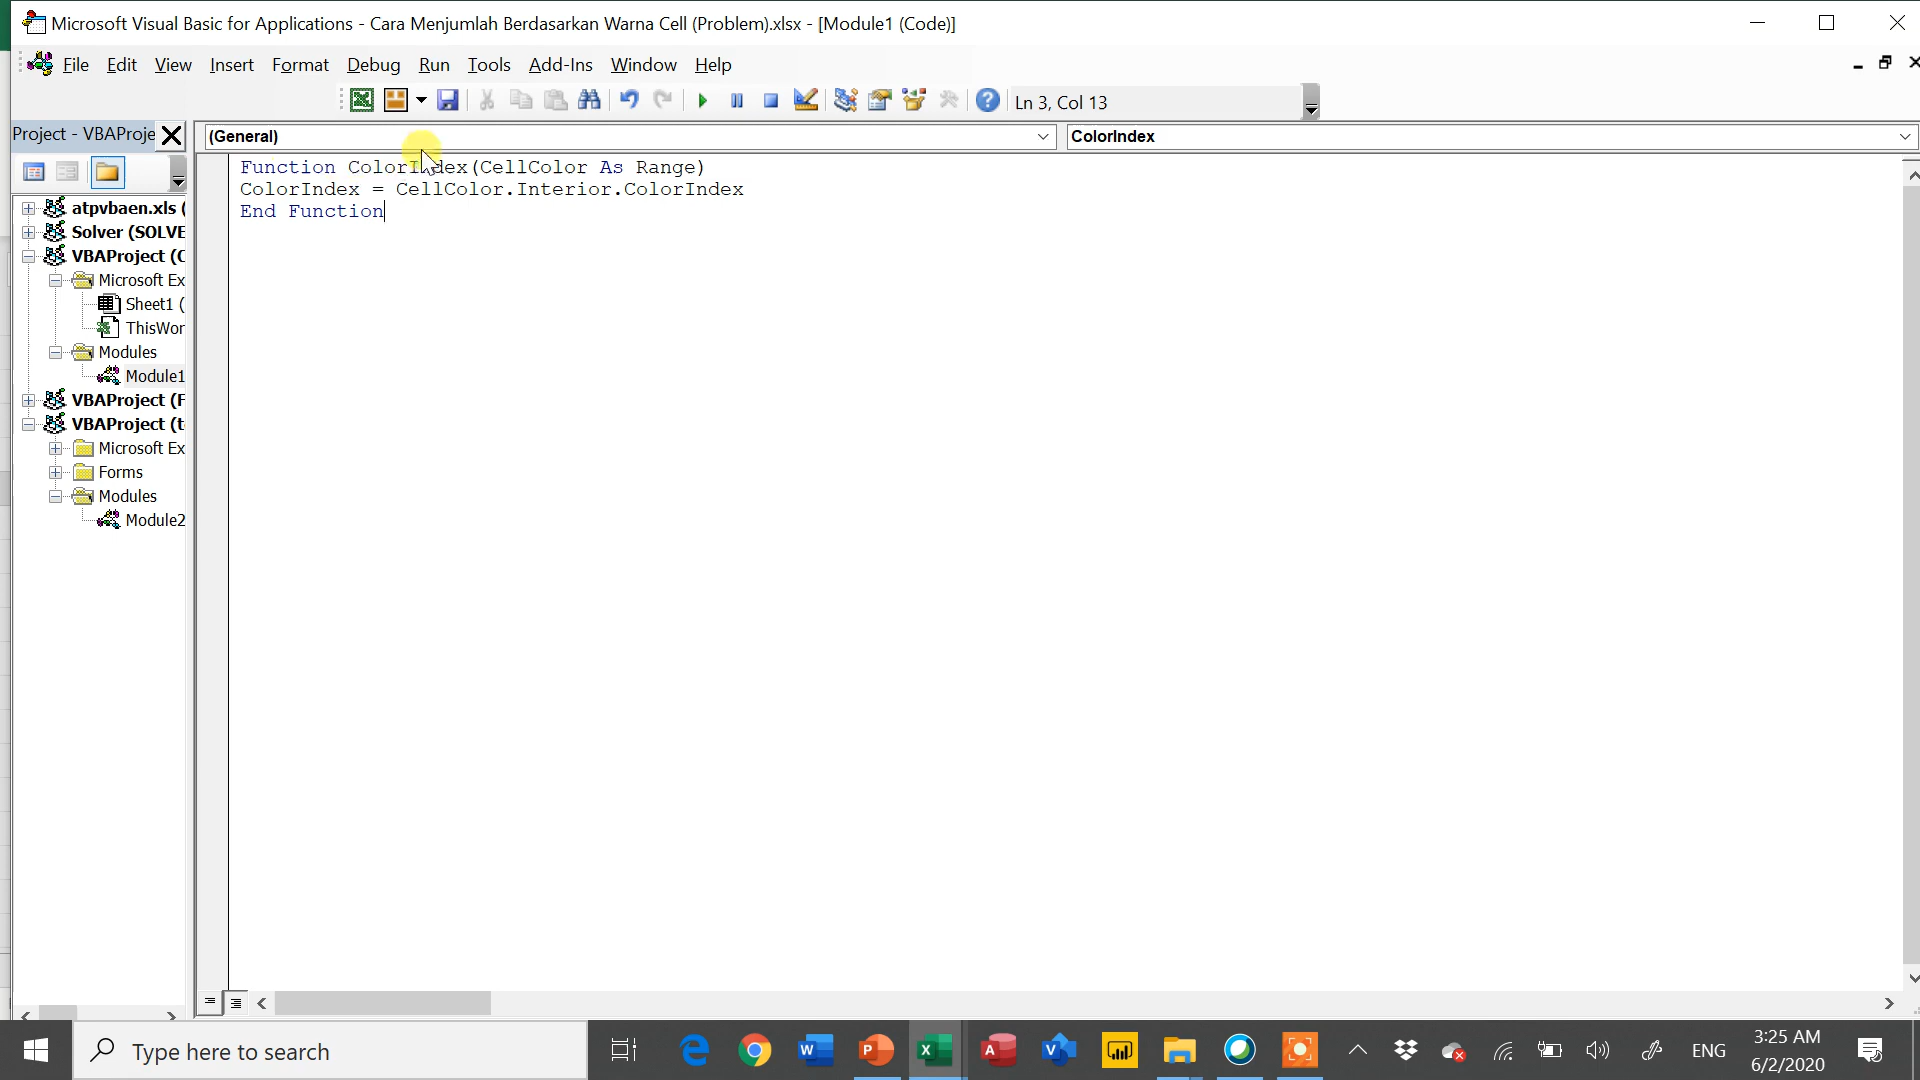 Microsoft Visual Basic for Applications - Cara Menjumlah Berdasarkan Warna Cell (Problem).xlsx - [Module1 (Code)]
File Edit View Insert Format Debug Run Tools Add-Ins Window Help
Ln 3, Col 13
Project - VBAProje
(General)
ColorIndex
Function ColorIndex(CellColor As Range)
ColorIndex = CellColor.Interior.ColorIndex
End Function
atpvbaen.xls (
Solver (SOLVE
VBAProject (C
Microsoft Ex
Sheet1 (
ThisWor
Modules
Module1
VBAProject (F
VBAProject (t
Microsoft Ex
Forms
Modules
Module2
Type here to search
ENG
3:25 AM
6/2/2020